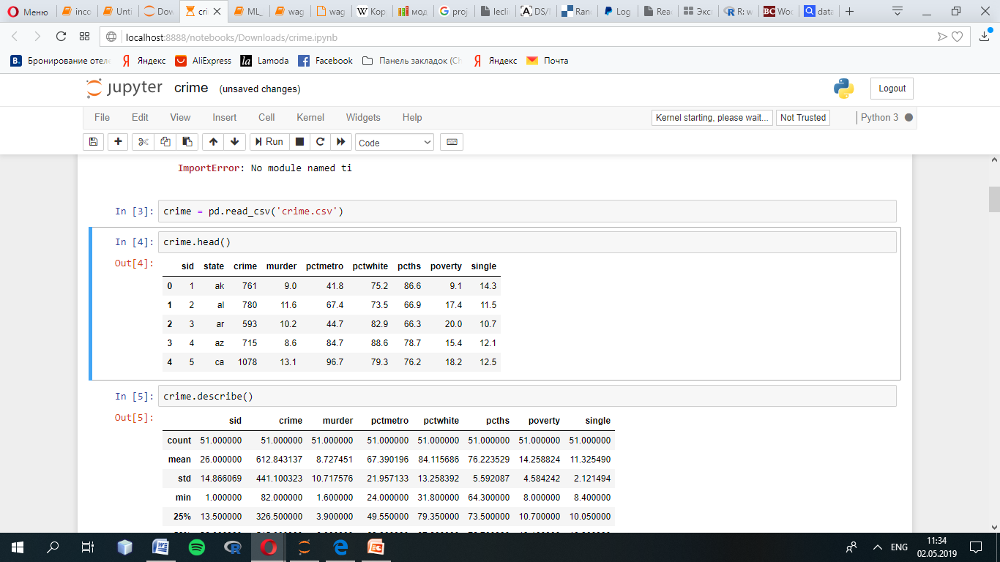 Меню inco Unti Dow cri ML_ wag wag Кор мод proj lecli DS/ Ran Log Rea Экс R: w Woo data
localhost:8888/notebooks/Downloads/crime.ipynb
Бронирование отеле Яндекс AliExpress Lamoda Facebook Панель закладок (Ch Яндекс Почта
jupyter crime (unsaved changes) Logout
File Edit View Insert Cell Kernel Widgets Help Kernel starting, please wait... Not Trusted Python 3
Run Code
ImportError: No module named ti
In [3]: crime = pd.read_csv('crime.csv')
In [4]: crime.head()
Out[4]:
sid state crime murder pctmetro pctwhite pcths poverty single
0 1 ak 761 9.0 41.8 75.2 86.6 9.1 14.3
1 2 al 780 11.6 67.4 73.5 66.9 17.4 11.5
2 3 ar 593 10.2 44.7 82.9 66.3 20.0 10.7
3 4 az 715 8.6 84.7 88.6 78.7 15.4 12.1
4 5 ca 1078 13.1 96.7 79.3 76.2 18.2 12.5
In [5]: crime.describe()
Out[5]:
sid crime murder pctmetro pctwhite pcths poverty single
count 51.000000 51.000000 51.000000 51.000000 51.000000 51.000000 51.000000 51.000000
mean 26.000000 612.843137 8.727451 67.390196 84.115686 76.223529 14.258824 11.325490
std 14.866069 441.100323 10.717576 21.957133 13.258392 5.592087 4.584242 2.121494
min 1.000000 82.000000 1.600000 24.000000 31.800000 64.300000 8.000000 8.400000
25% 13.500000 326.500000 3.900000 49.550000 79.350000 73.500000 10.700000 10.050000
ENG
11:34
02.05.2019